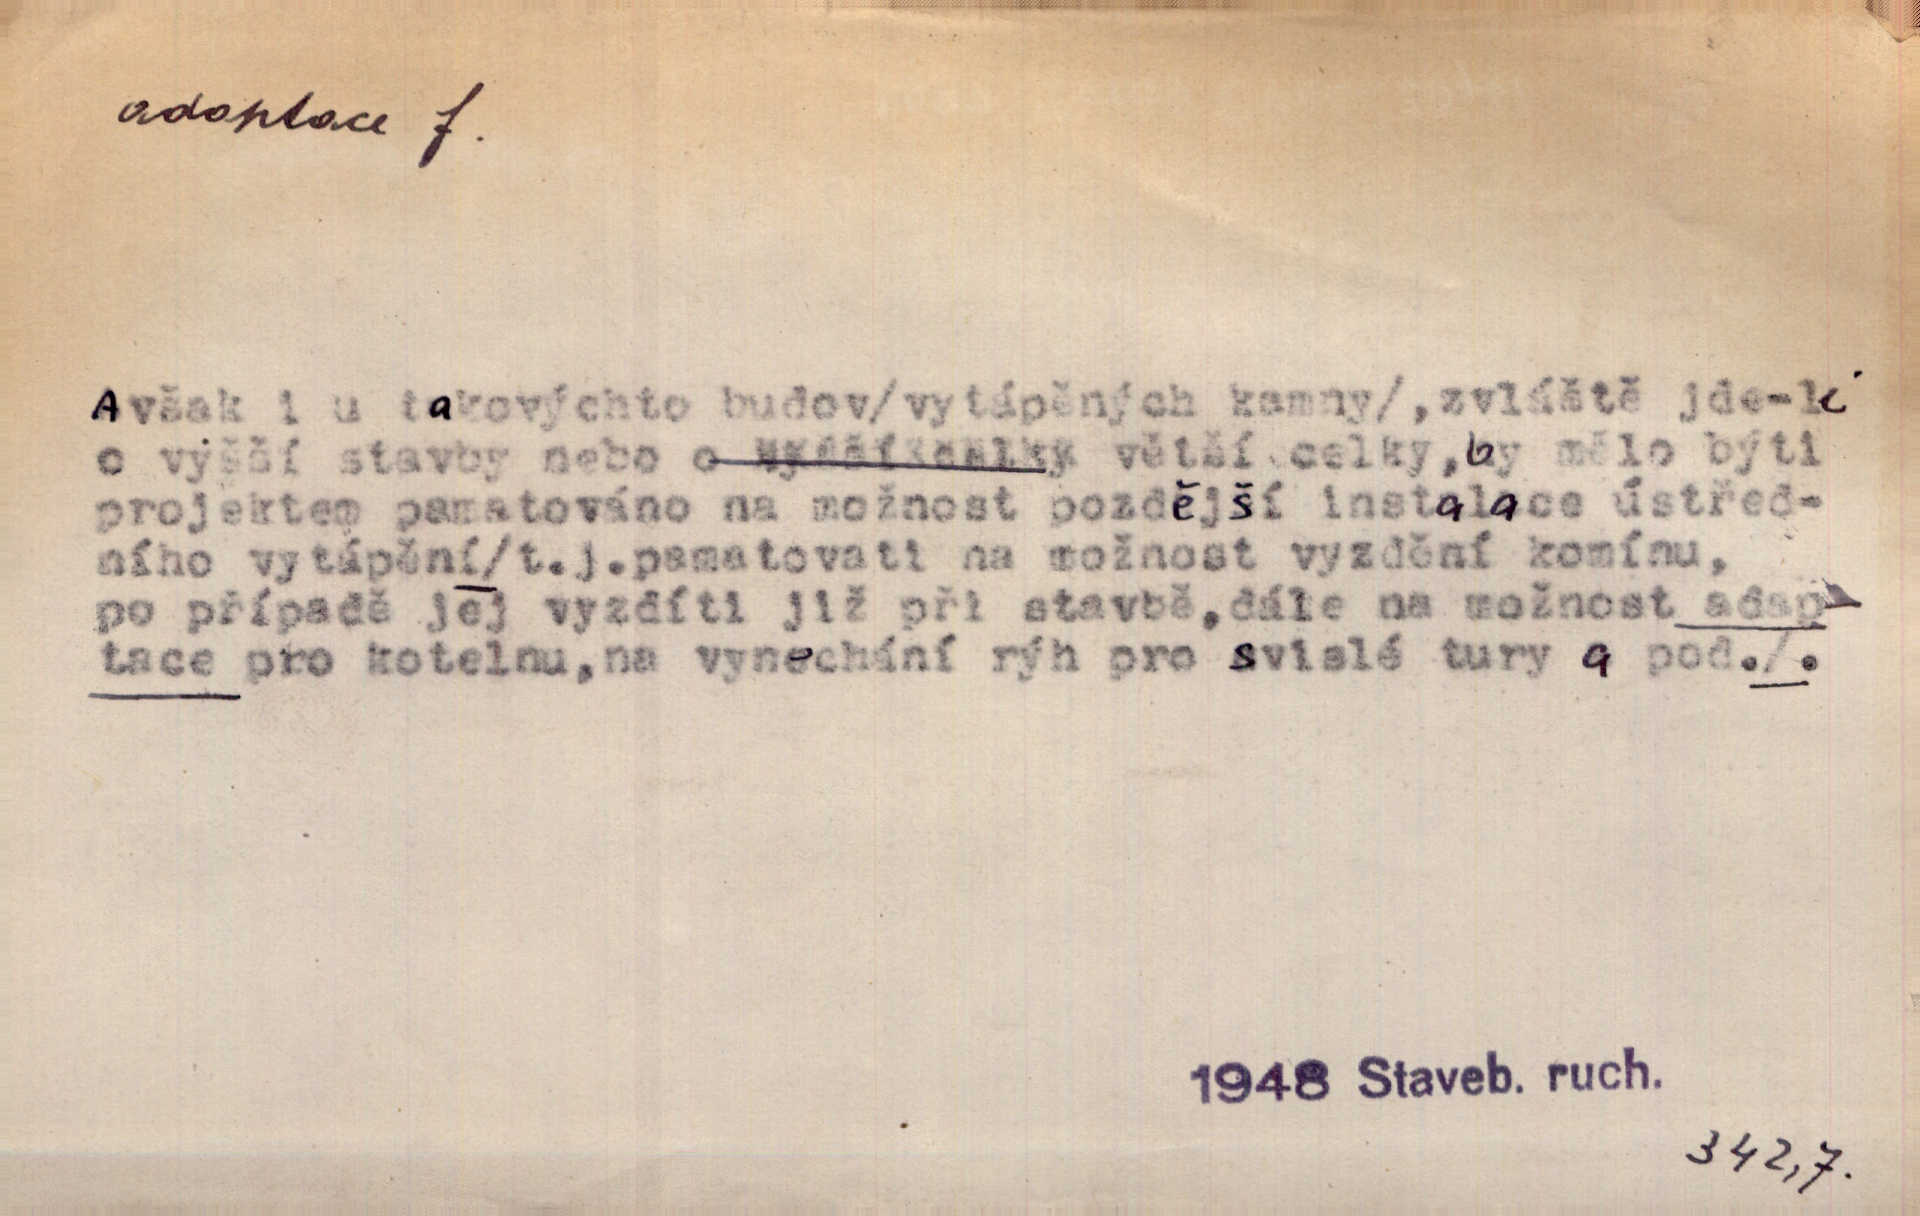 adaptace f.
Avšak i u takovýchto budov/vytápěných kamny/,zvláště jde-li
o vyšší stavby nebo o vyšší celky větší celky,by mělo býti
projektem pamatováno na možnost pozdější instalace ústřed-
ního vytápění/t.j.pamatovati na možnost vyzdění komínu,
po případě jej vyzdíti již při stavbě,dále na možnost adap
tace pro kotelnu,na vynechání rýh pro svislé tury a pod./.
1948 Staveb. ruch.
342,7.